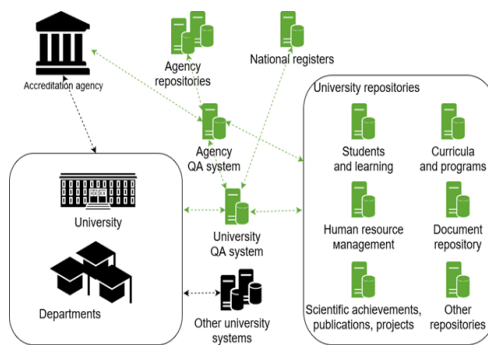 Accreditation agency
Agency
repositories
National registers
University repositories
Agency
QA system
Students
and learning
Curricula
and programs
University
University
QA system
Human resource
management
Document
repository
Departments
Other university
systems
Scientific achievements,
publications, projects
Other
repositories